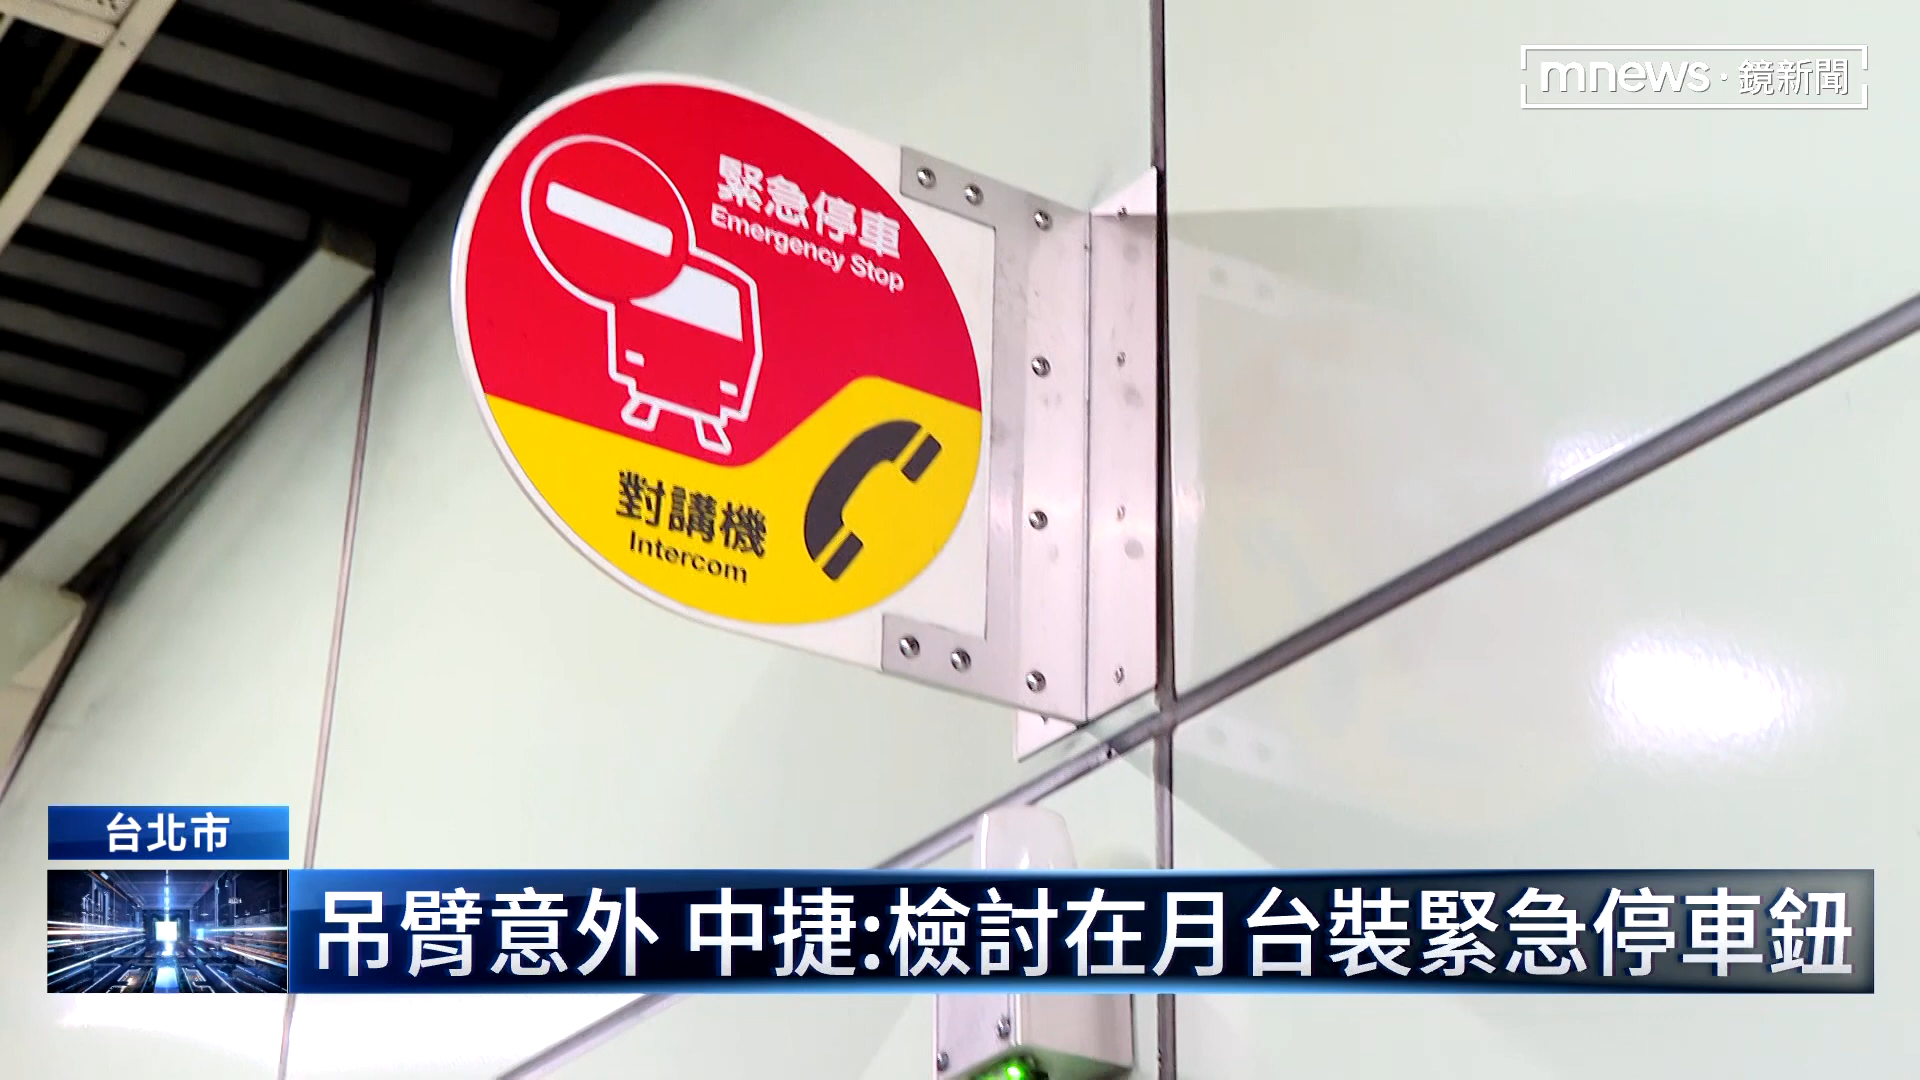 mnews·鏡新聞
緊急停車
Emergency Stop
對講機
Intercom
台北市
吊臂意外 中捷:檢討在月台裝緊急停車鈕